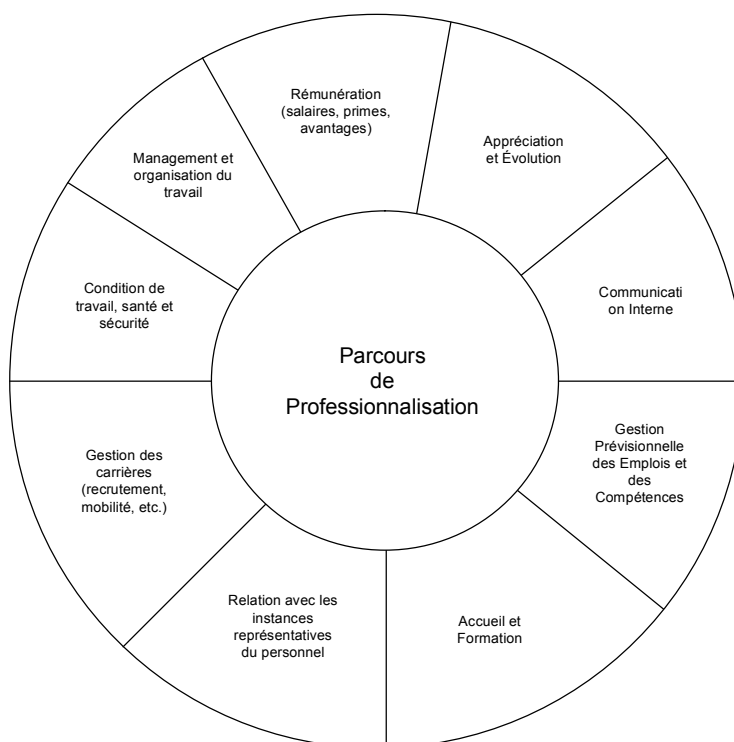 Rémunération
(salaires, primes,
avantages)
Appréciation
et Évolution
Management et
organisation du
travail
Condition de
travail, santé et
sécurité
Communicati
on Interne
Parcours
de
Professionnalisation
Gestion des
carrières
(recrutement,
mobilité, etc.)
Gestion
Prévisionnelle
des Emplois et
des
Compétences
Relation avec les
instances
représentatives
du personnel
Accueil et
Formation